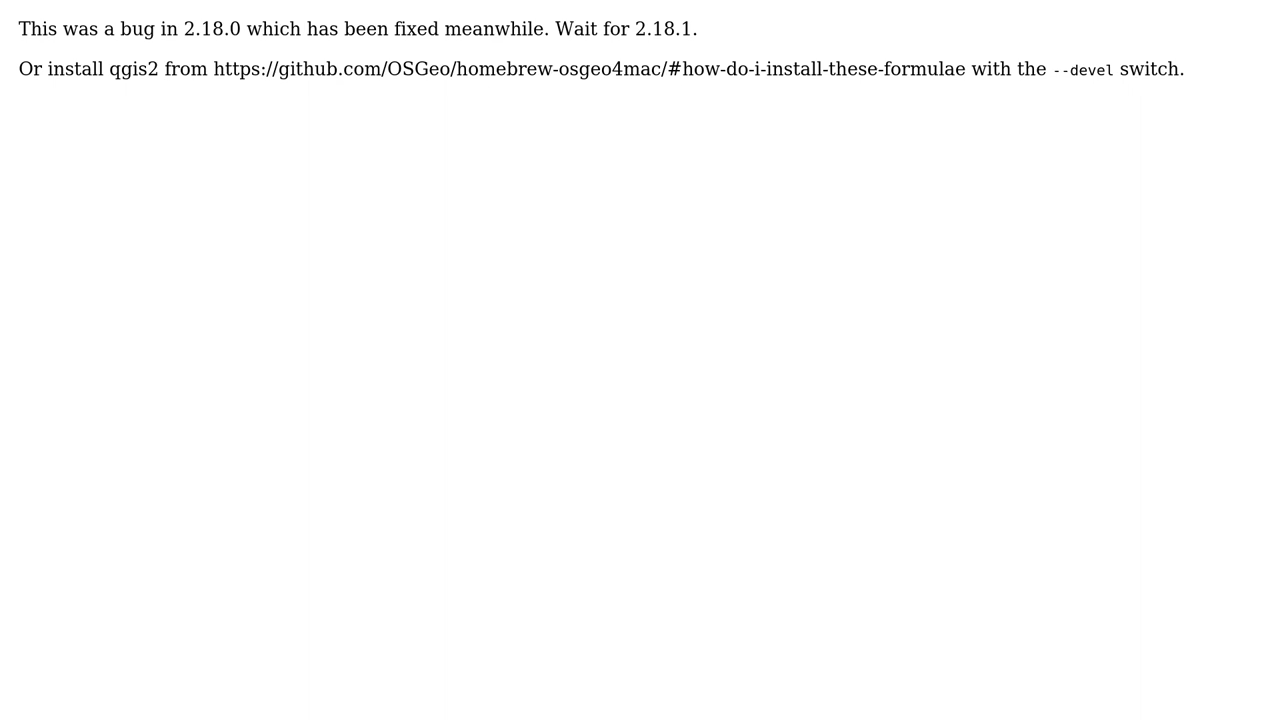 This was a bug in 2.18.0 which has been fixed meanwhile. Wait for 2.18.1.
Or install qgis2 from https://github.com/OSGeo/homebrew-osgeo4mac/#how-do-i-install-these-formulae with the --devel switch.